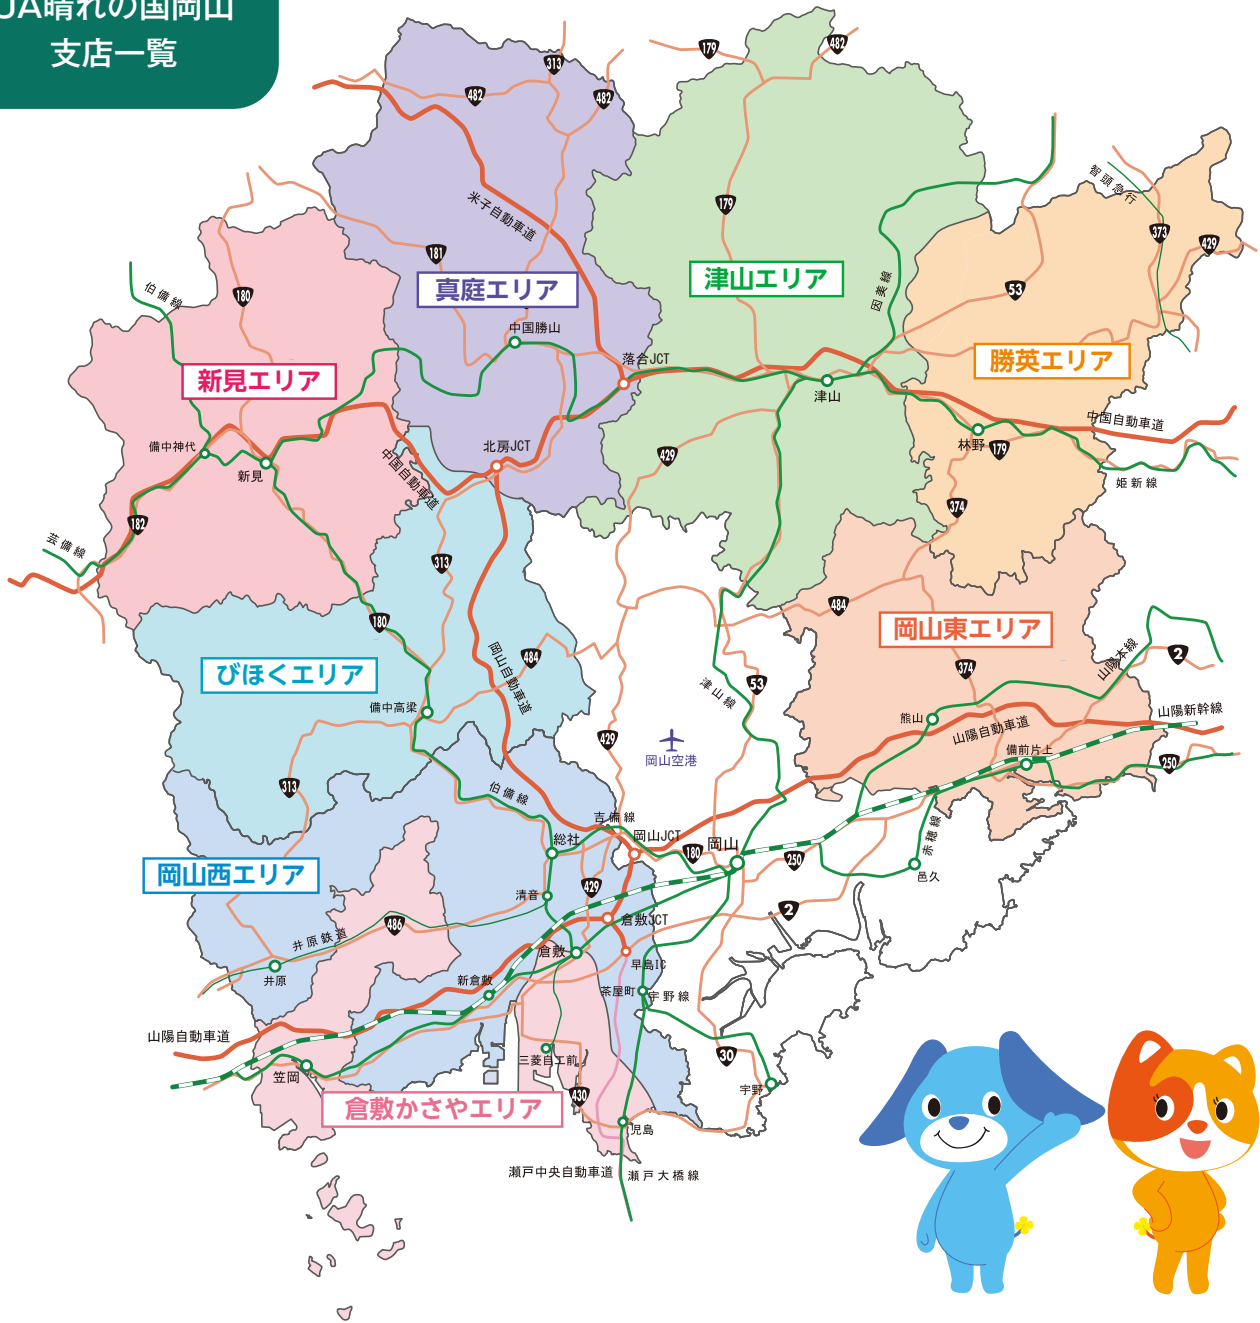 JA晴れの国岡山
支店一覧
313
482
482
179
482
米子自動車道
179
智頭急行
373
429
181
真庭エリア
津山エリア
因美線
53
伯備線
180
中国勝山
落合JCT
勝英エリア
新見エリア
津山
中国自動車道
備中神代
新見
北房JCT
中国自動車道
429
林野
179
姫新線
374
182
芸備線
313
180
484
岡山東エリア
岡山自動車道
484
びほくエリア
374
山陽本線
2
備中高梁
津山線
53
熊山
山陽自動車道
山陽新幹線
429
岡山空港
備前片上
250
313
伯備線
吉備線
総社
岡山JCT
180
岡山
250
赤穂線
邑久
岡山西エリア
清音
429
2
486
井原鉄道
倉敷JCT
倉敷
早島IC
井原
新倉敷
茶屋町
宇野線
山陽自動車道
30
笠岡
三菱自工前
430
宇野
倉敷かさやエリア
児島
瀬戸中央自動車道
瀬戸大橋線